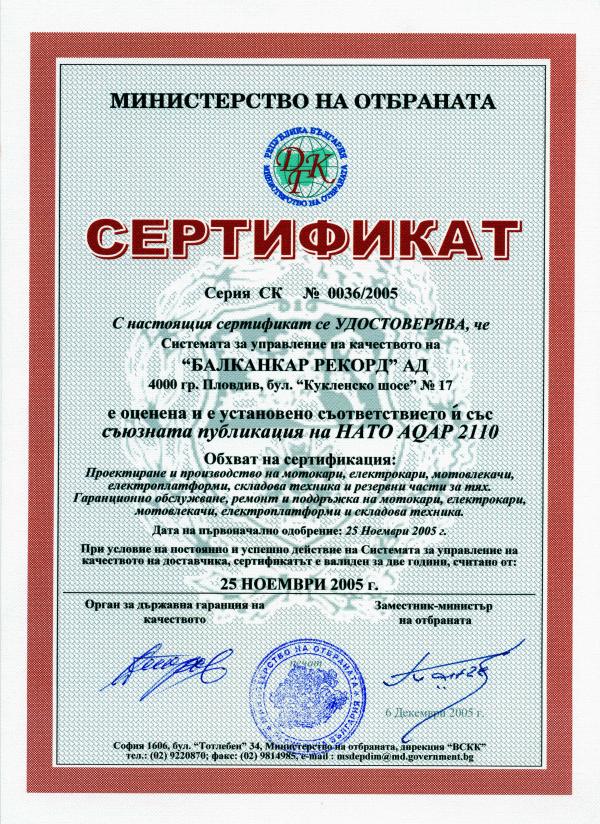 МИНИСТЕРСТВО НА ОТБРАНАТА
РЕПУБЛИКА БЪЛГАРИЯ
ДГК
МИНИСТЕРСТВО НА ОТБРАНАТА
СЕРТИФИКАТ
Серия СК № 0036/2005
С настоящия сертификат се УДОСТОВЕРЯВА, че
Системата за управление на качеството на
“БАЛКАНКАР РЕКОРД” АД
4000 гр. Пловдив, бул. “Кукленско шосе” № 17
е оценена и е установено съответствието ѝ със
съюзната публикация на НАТО AQAP 2110
Обхват на сертификация:
Проектиране и производство на мотокари, електрокари, мотовлекачи,
електроплатформи, складова техника и резервни части за тях.
Гаранционно обслужване, ремонт и поддръжка на мотокари, електрокари,
мотовлекачи, електроплатформи и складова техника.
Дата на първоначално одобрение: 25 Ноември 2005 г.
При условие на постоянно и успешно действие на Системата за управление на
качеството на доставчика, сертификатът е валиден за две години, считано от:
25 НОЕМВРИ 2005 г.
Орган за държавна гаранция на
качеството
Заместник-министър
на отбраната
печат
МИНИСТЕРСТВО НА ОТБРАНАТА
БЪЛГАРИЯ
6 Декември 2005 г.
София 1606, бул. “Тотлебен” 34, Министерство на отбраната, дирекция “ВСКК”
тел.: (02) 9220870; факс: (02) 9814985, e-mail : msdepdim@md.government.bg